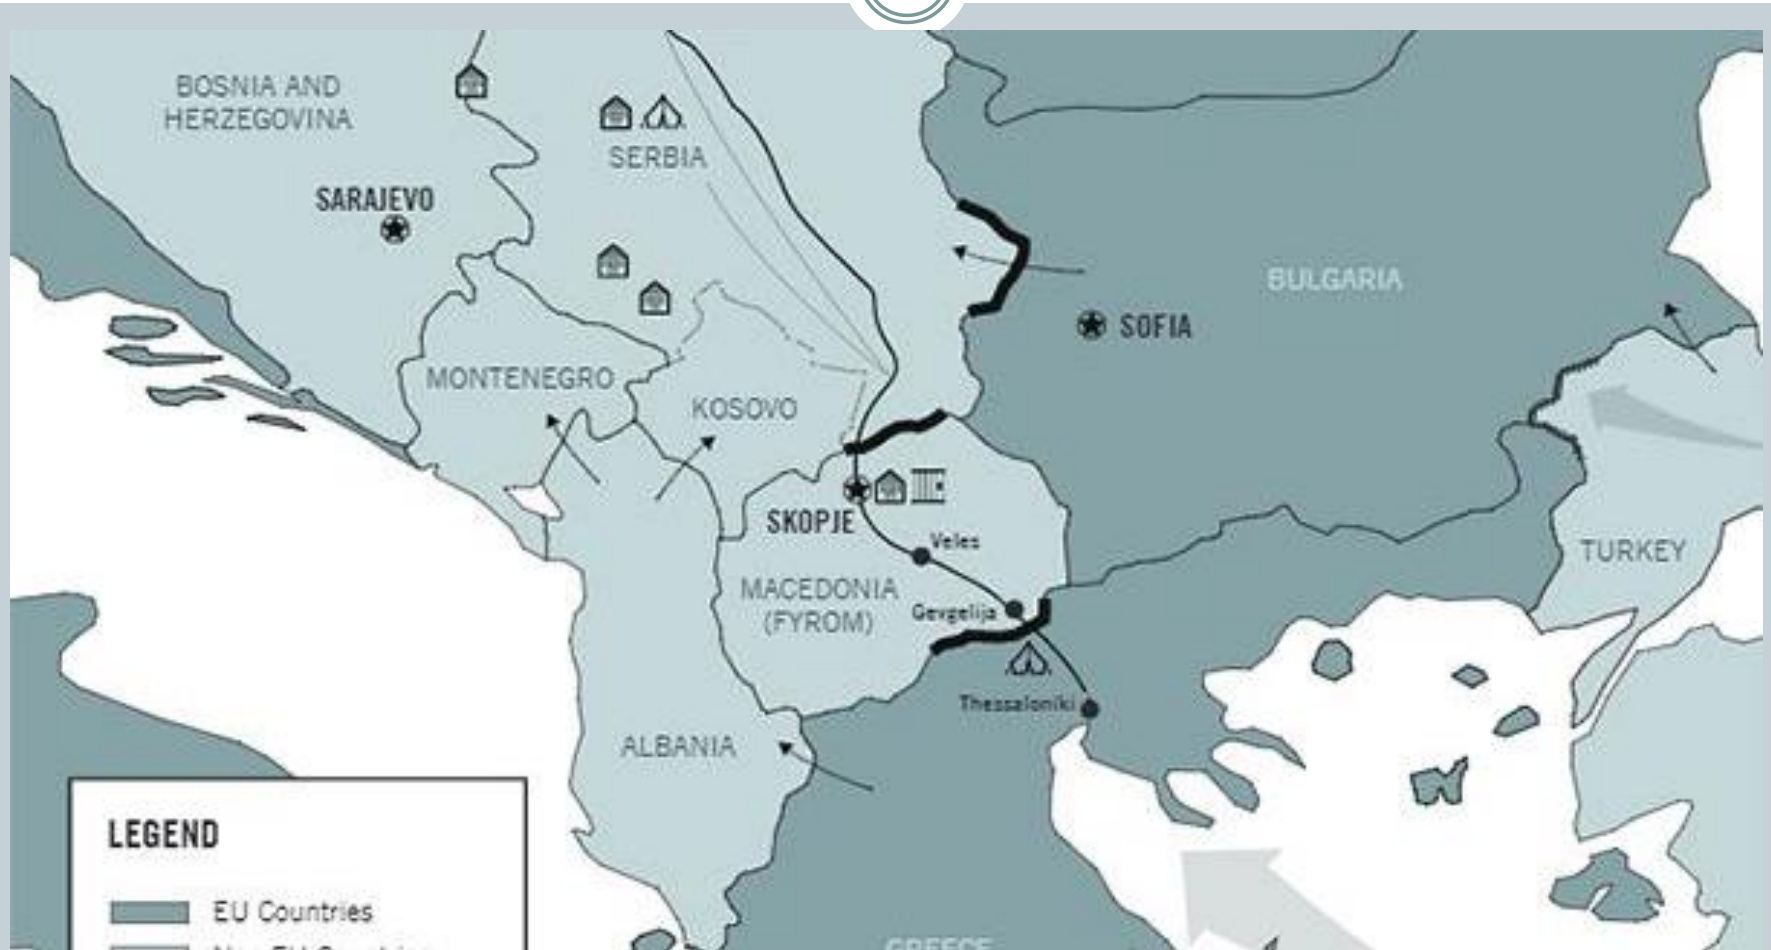 BOSNIA AND
HERZEGOVINA
SERBIA
SARAJEVO
BULGARIA
SOFIA
MONTENEGRO
KOSOVO
SKOPJE
Veles
TURKEY
MACEDONIA
(FYROM)
Gevgelija
Thessaloniki
ALBANIA
LEGEND
EU Countries
GREECE